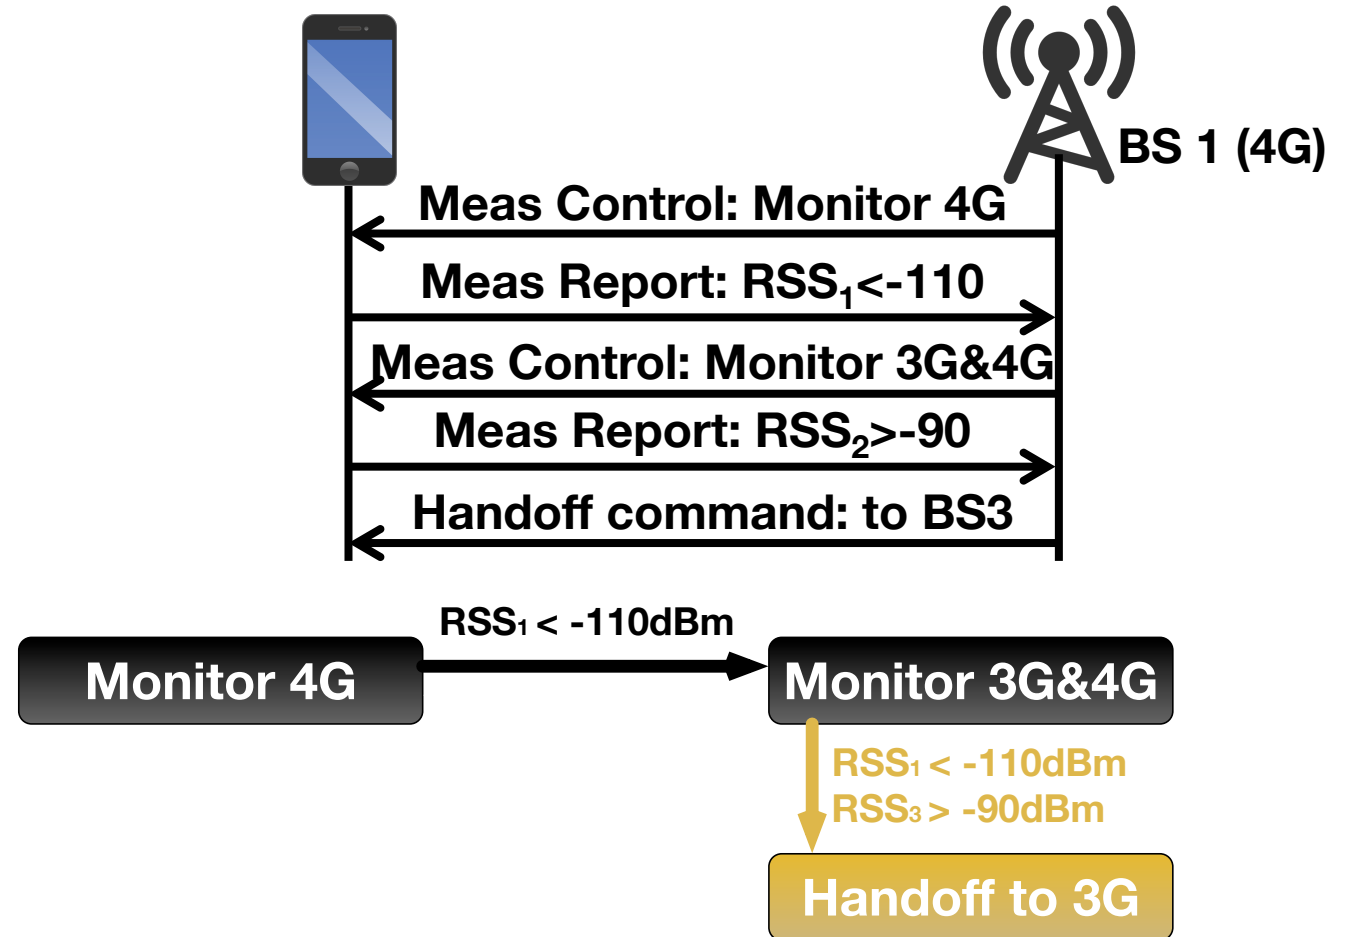 BS 1 (4G)
Meas Control: Monitor 4G
Meas Report: RSS₁<-110
Meas Control: Monitor 3G&4G
Meas Report: RSS₂>-90
Handoff command: to BS3
RSS₁ < -110dBm
Monitor 4G
Monitor 3G&4G
RSS₁ < -110dBm
RSS₃ > -90dBm
Handoff to 3G